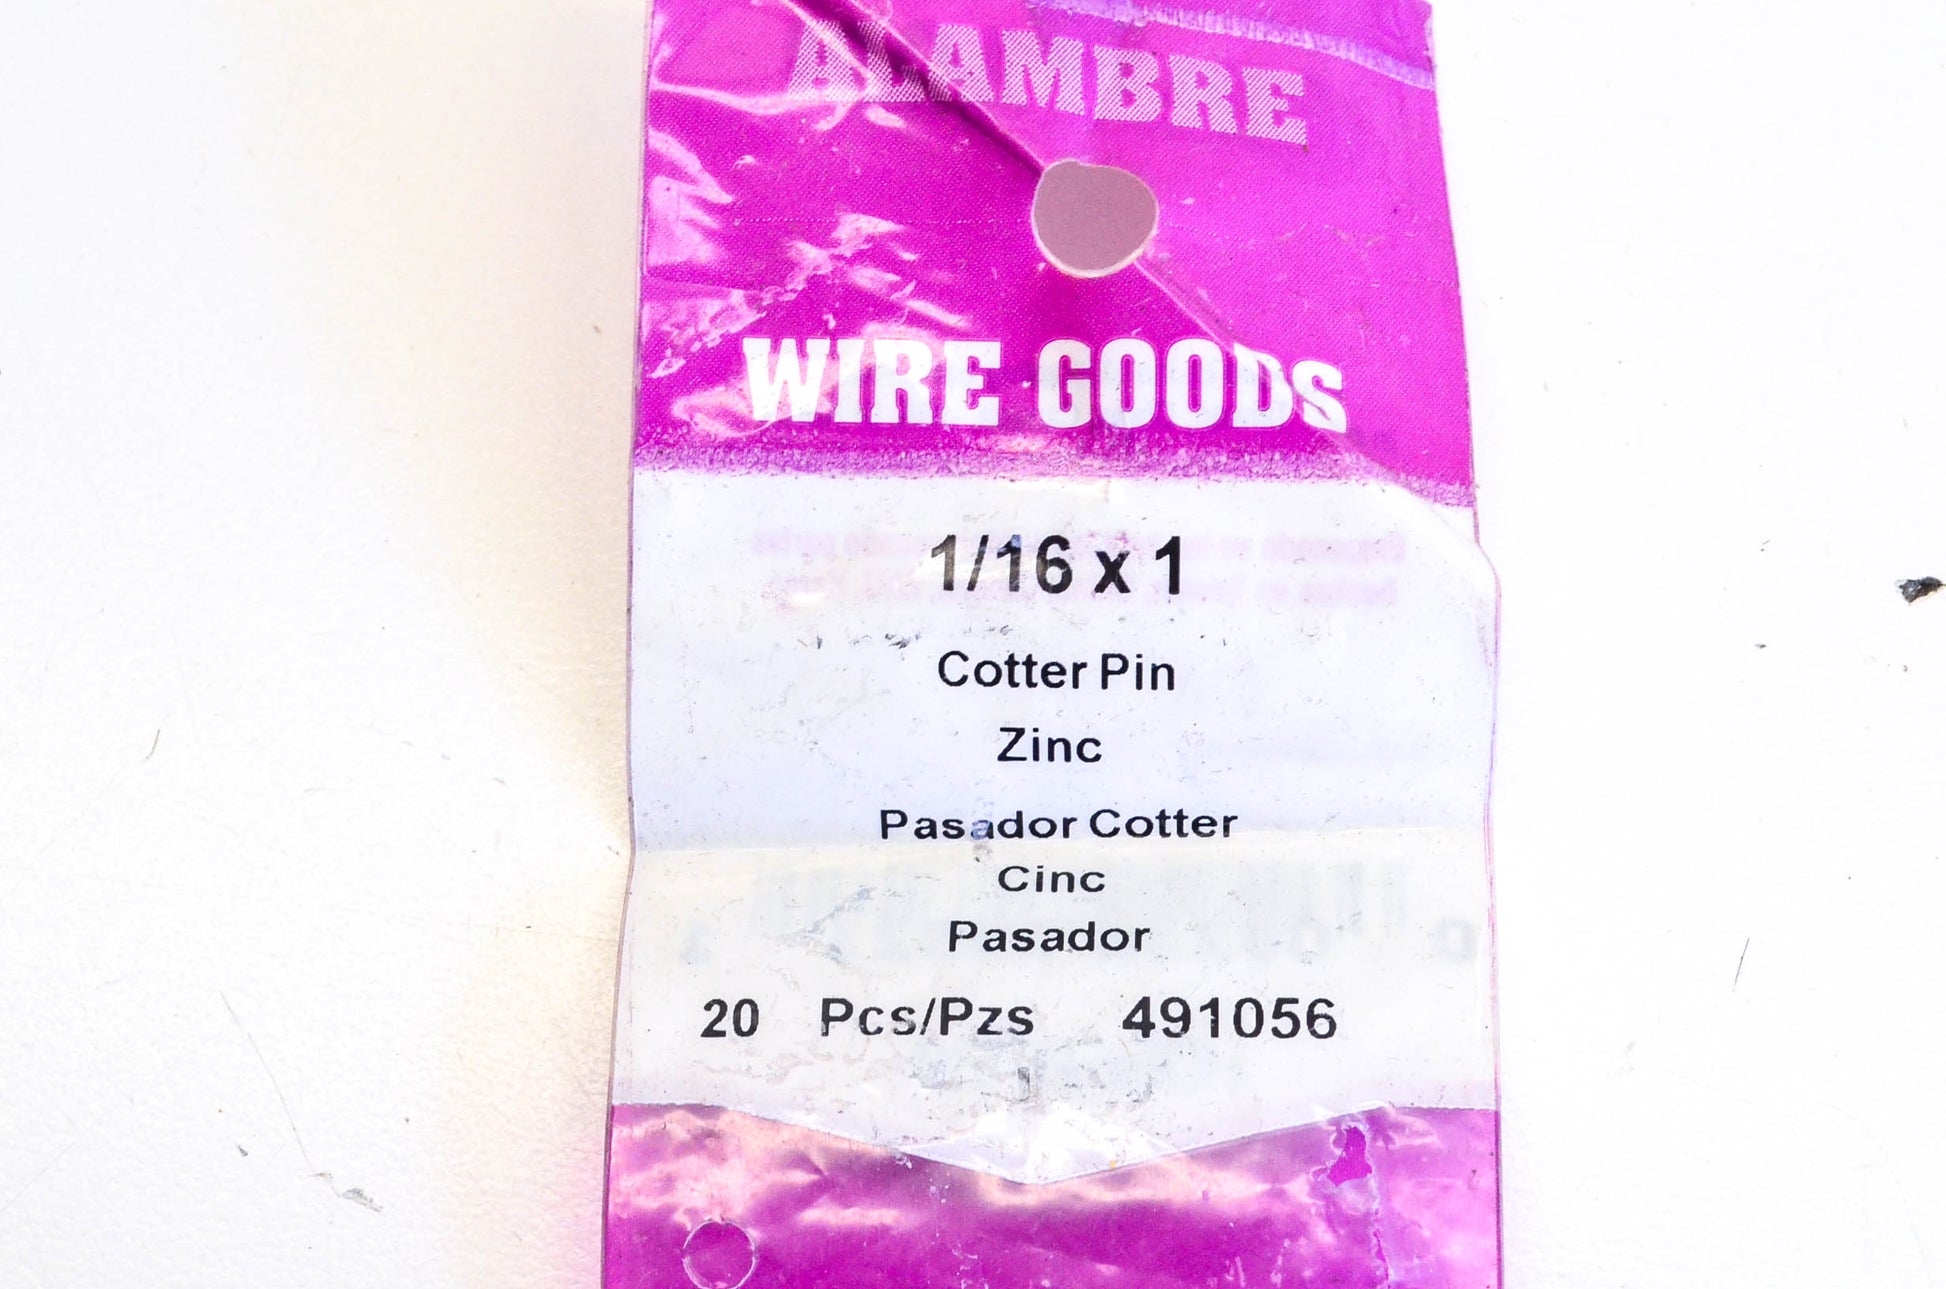 ALAMBRE
WIRE GOODS
1/16 x 1
Cotter Pin
Zinc
Pasador Cotter
Cinc
Pasador
20 Pcs/Pzs 491056